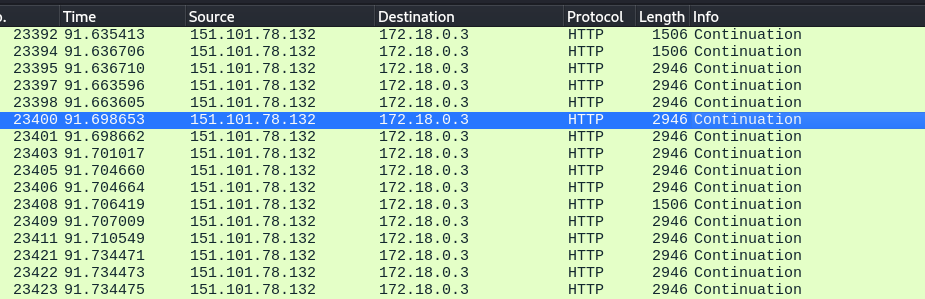 o. Time Source Destination Protocol Length Info
23392 91.635413 151.101.78.132 172.18.0.3 HTTP 1506 Continuation
23394 91.636706 151.101.78.132 172.18.0.3 HTTP 1506 Continuation
23395 91.636710 151.101.78.132 172.18.0.3 HTTP 2946 Continuation
23397 91.663596 151.101.78.132 172.18.0.3 HTTP 2946 Continuation
23398 91.663605 151.101.78.132 172.18.0.3 HTTP 2946 Continuation
23400 91.698653 151.101.78.132 172.18.0.3 HTTP 2946 Continuation
23401 91.698662 151.101.78.132 172.18.0.3 HTTP 2946 Continuation
23403 91.701017 151.101.78.132 172.18.0.3 HTTP 2946 Continuation
23405 91.704660 151.101.78.132 172.18.0.3 HTTP 2946 Continuation
23406 91.704664 151.101.78.132 172.18.0.3 HTTP 2946 Continuation
23408 91.706419 151.101.78.132 172.18.0.3 HTTP 1506 Continuation
23409 91.707009 151.101.78.132 172.18.0.3 HTTP 2946 Continuation
23411 91.710549 151.101.78.132 172.18.0.3 HTTP 2946 Continuation
23421 91.734471 151.101.78.132 172.18.0.3 HTTP 2946 Continuation
23422 91.734473 151.101.78.132 172.18.0.3 HTTP 2946 Continuation
23423 91.734475 151.101.78.132 172.18.0.3 HTTP 2946 Continuation